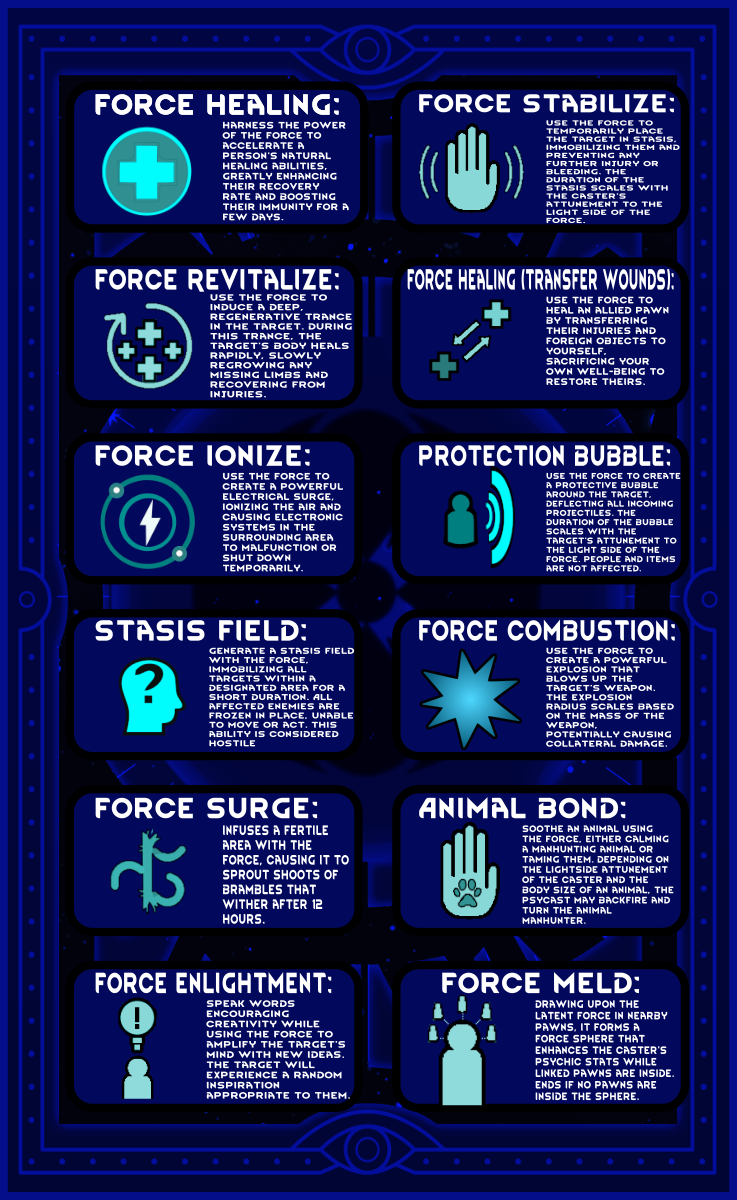 FORCE HEALING:
HARNESS THE POWER
OF THE FORCE TO
ACCELERATE A
PERSON'S NATURAL
HEALING ABILITIES,
GREATLY ENHANCING
THEIR RECOVERY
RATE AND BOOSTING
THEIR IMMUNITY FOR A
FEW DAYS.
FORCE STABILIZE:
USE THE FORCE TO
TEMPORARILY PLACE
THE TARGET IN STASIS,
IMMOBILIZING THEM AND
PREVENTING ANY
FURTHER INJURY OR
BLEEDING. THE
DURATION OF THE
STASIS SCALES WITH
THE CASTER'S
ATTUNEMENT TO THE
LIGHT SIDE OF THE
FORCE.
FORCE REVITALIZE:
USE THE FORCE TO
INDUCE A DEEP,
REGENERATIVE TRANCE
IN THE TARGET. DURING
THIS TRANCE, THE
TARGET'S BODY HEALS
RAPIDLY, SLOWLY
REGROWING ANY
MISSING LIMBS AND
RECOVERING FROM
INJURIES.
FORCE HEALING (TRANSFER WOUNDS):
USE THE FORCE TO
HEAL AN ALLIED PAWN
BY TRANSFERRING
THEIR INJURIES AND
FOREIGN OBJECTS TO
YOURSELF,
SACRIFICING YOUR
OWN WELL-BEING TO
RESTORE THEIRS.
FORCE IONIZE:
USE THE FORCE TO
CREATE A POWERFUL
ELECTRICAL SURGE,
IONIZING THE AIR AND
CAUSING ELECTRONIC
SYSTEMS IN THE
SURROUNDING AREA
TO MALFUNCTION OR
SHUT DOWN
TEMPORARILY.
PROTECTION BUBBLE:
USE THE FORCE TO CREATE
A PROTECTIVE BUBBLE
AROUND THE TARGET,
DEFLECTING ALL INCOMING
PROJECTILES. THE
DURATION OF THE BUBBLE
SCALES WITH THE
TARGET'S ATTUNEMENT TO
THE LIGHT SIDE OF THE
FORCE. PEOPLE AND ITEMS
ARE NOT AFFECTED.
STASIS FIELD:
GENERATE A STASIS FIELD
WITH THE FORCE,
IMMOBILIZING ALL
TARGETS WITHIN A
DESIGNATED AREA FOR A
SHORT DURATION. ALL
AFFECTED ENEMIES ARE
FROZEN IN PLACE, UNABLE
TO MOVE OR ACT. THIS
ABILITY IS CONSIDERED
HOSTILE
?
FORCE COMBUSTION:
USE THE FORCE TO
CREATE A POWERFUL
EXPLOSION THAT
BLOWS UP THE
TARGET'S WEAPON.
THE EXPLOSION
RADIUS SCALES BASED
ON THE MASS OF THE
WEAPON,
POTENTIALLY CAUSING
COLLATERAL DAMAGE.
FORCE SURGE:
INFUSES A FERTILE
AREA WITH THE
FORCE, CAUSING IT TO
SPROUT SHOOTS OF
BRAMBLES THAT
WITHER AFTER 12
HOURS.
ANIMAL BOND:
SOOTHE AN ANIMAL USING
THE FORCE, EITHER CALMING
A MANHUNTING ANIMAL OR
TAMING THEM. DEPENDING ON
THE LIGHTSIDE ATTUNEMENT
OF THE CASTER AND THE
BODY SIZE OF AN ANIMAL, THE
PSYCAST MAY BACKFIRE AND
TURN THE ANIMAL
MANHUNTER.
FORCE ENLIGHTMENT:
SPEAK WORDS
ENCOURAGING
CREATIVITY WHILE
USING THE FORCE TO
AMPLIFY THE TARGET'S
MIND WITH NEW IDEAS.
THE TARGET WILL
EXPERIENCE A RANDOM
INSPIRATION
APPROPRIATE TO THEM.
!
FORCE MELD:
DRAWING UPON THE
LATENT FORCE IN NEARBY
PAWNS, IT FORMS A
FORCE SPHERE THAT
ENHANCES THE CASTER'S
PSYCHIC STATS WHILE
LINKED PAWNS ARE INSIDE.
ENDS IF NO PAWNS ARE
INSIDE THE SPHERE.